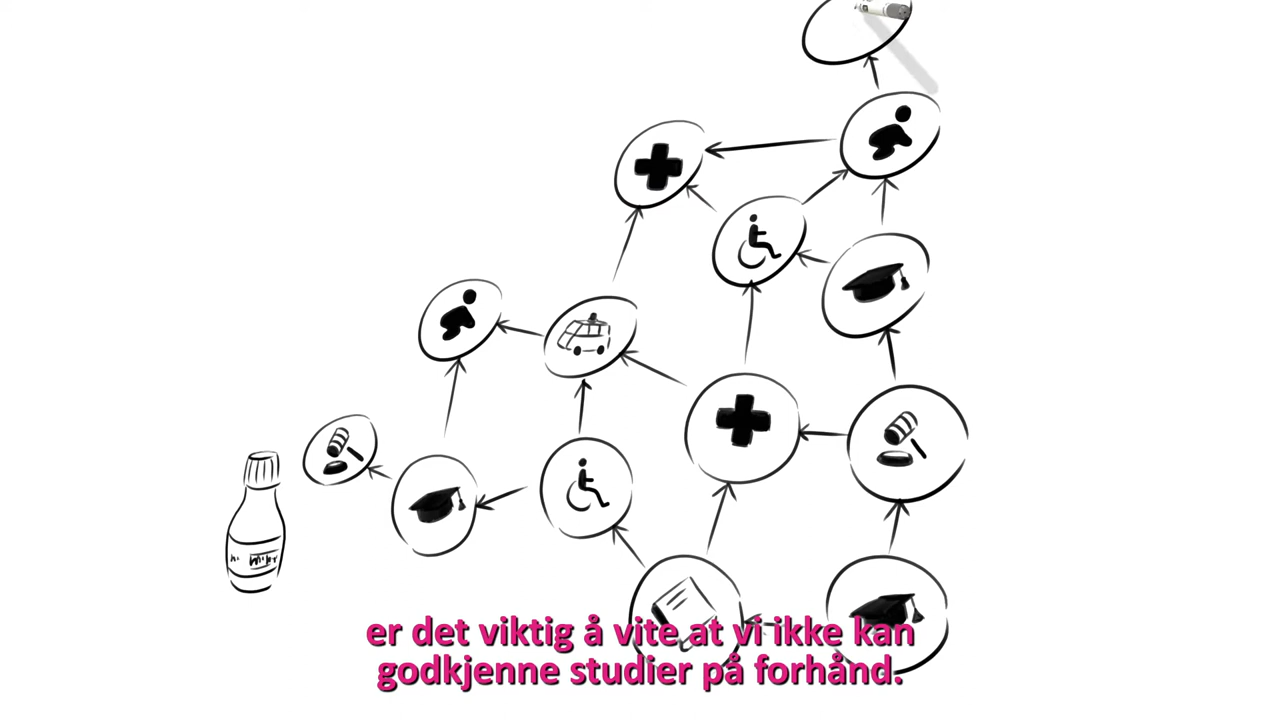 er det viktig å vite at vi ikke kan
godkjenne studier på forhånd.